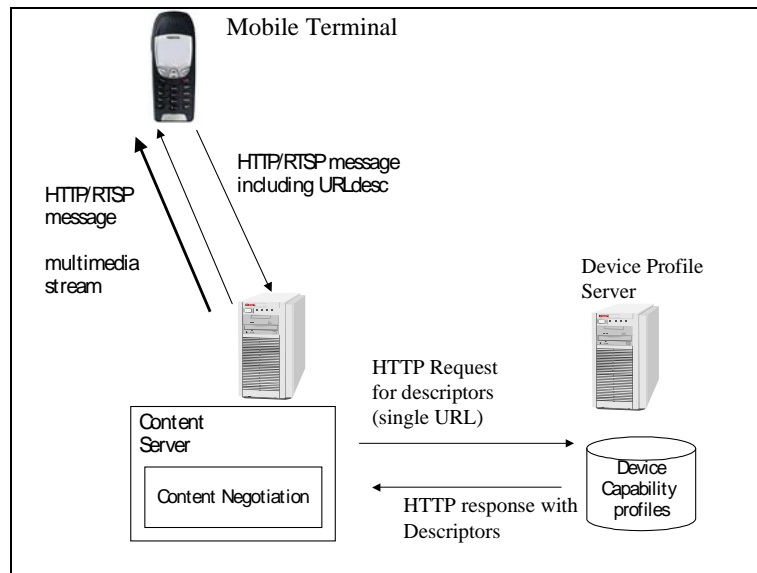 Mobile Terminal
HTTP/RTSP message
including URLdesc
HTTP/RTSP
message
multimedia
stream
Device Profile
Server
HTTP Request
for descriptors
(single URL)
Content
Server
Content Negotiation
Device
Capability
profiles
HTTP response with
Descriptors